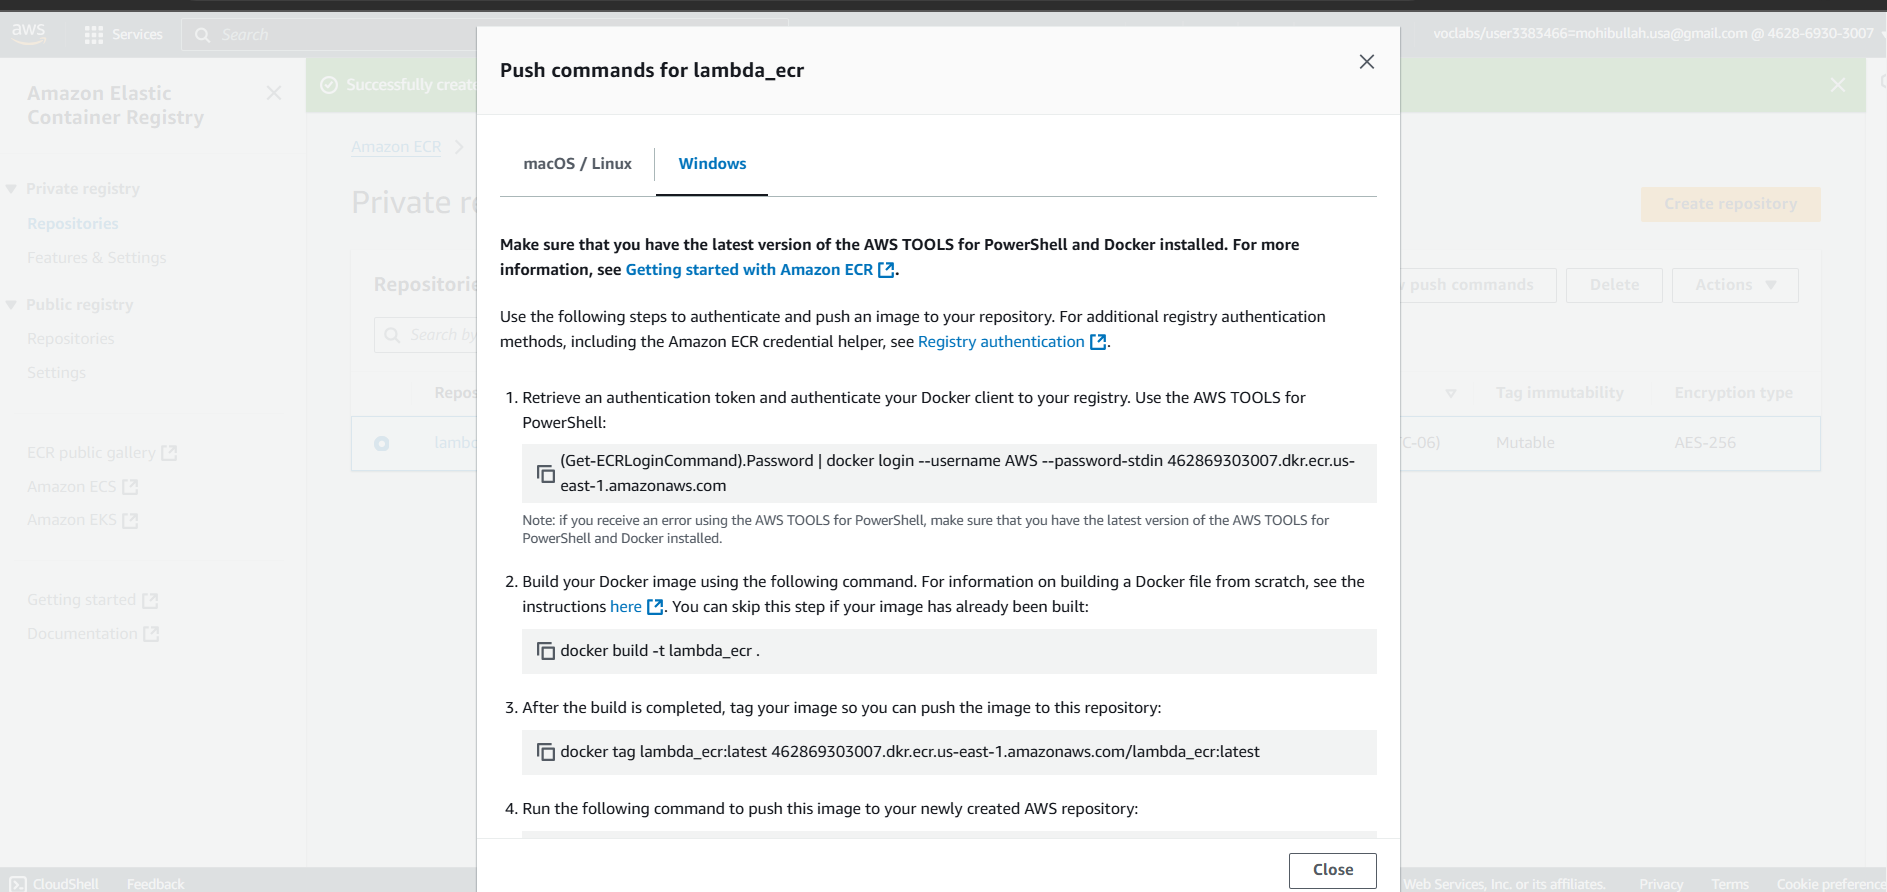 aws
Services
Search
voclabs/user3383466=mohibullah.usa@gmail.com @ 4628-6930-3007
Amazon Elastic
Container Registry
Private registry
Repositories
Features & Settings
Public registry
Repositories
Settings
ECR public gallery
Amazon ECS
Amazon EKS
Getting started
Documentation
Successfully create
Amazon ECR
Private re
Create repository
Repositorie
push commands
Delete
Actions
Search by
Repos
Tag immutability
Encryption type
lambd
C-06)
Mutable
AES-256
Push commands for lambda_ecr
macOS / Linux
Windows
Make sure that you have the latest version of the AWS TOOLS for PowerShell and Docker installed. For more
information, see Getting started with Amazon ECR.
Use the following steps to authenticate and push an image to your repository. For additional registry authentication
methods, including the Amazon ECR credential helper, see Registry authentication.
1. Retrieve an authentication token and authenticate your Docker client to your registry. Use the AWS TOOLS for
PowerShell:
(Get-ECRLoginCommand).Password | docker login --username AWS --password-stdin 462869303007.dkr.ecr.us-
east-1.amazonaws.com
Note: if you receive an error using the AWS TOOLS for PowerShell, make sure that you have the latest version of the AWS TOOLS for
PowerShell and Docker installed.
2. Build your Docker image using the following command. For information on building a Docker file from scratch, see the
instructions here. You can skip this step if your image has already been built:
docker build -t lambda_ecr .
3. After the build is completed, tag your image so you can push the image to this repository:
docker tag lambda_ecr:latest 462869303007.dkr.ecr.us-east-1.amazonaws.com/lambda_ecr:latest
4. Run the following command to push this image to your newly created AWS repository:
Close
CloudShell
Feedback
Web Services, Inc. or its affiliates.
Privacy
Terms
Cookie preference